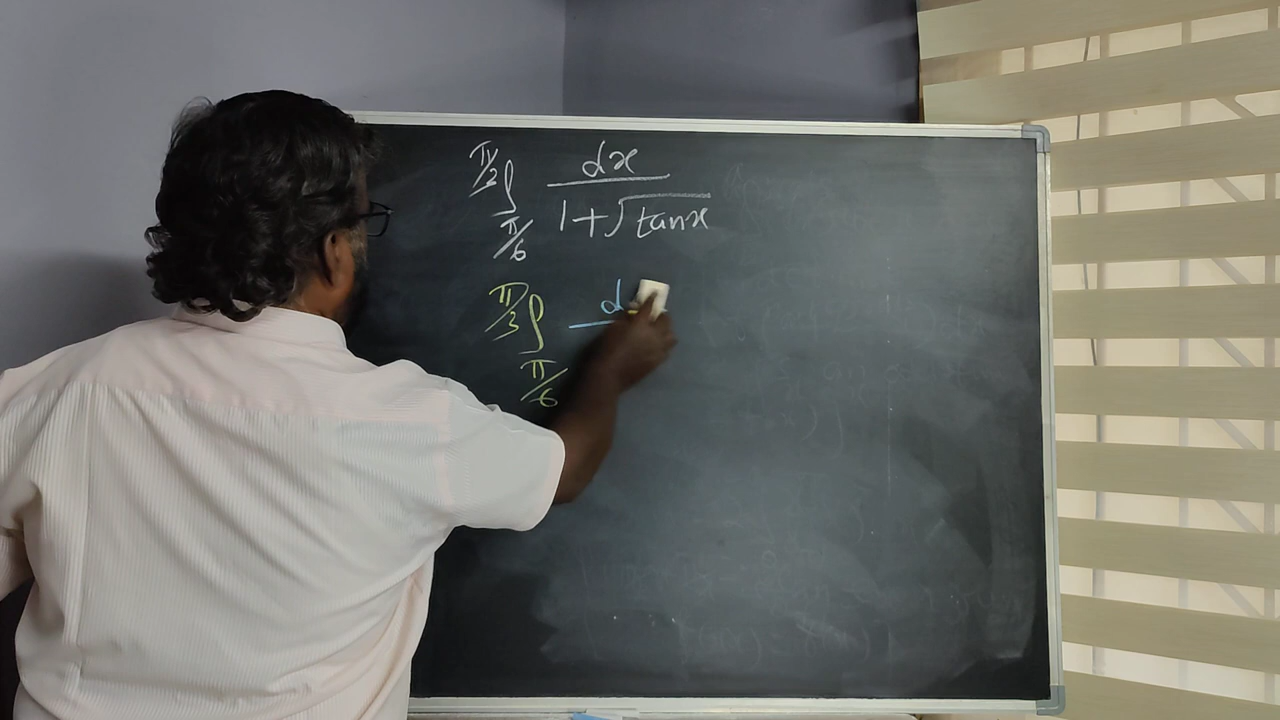 π/2 ∫ π/6 dx / 1+√tanx
π/3 ∫ π/6 d